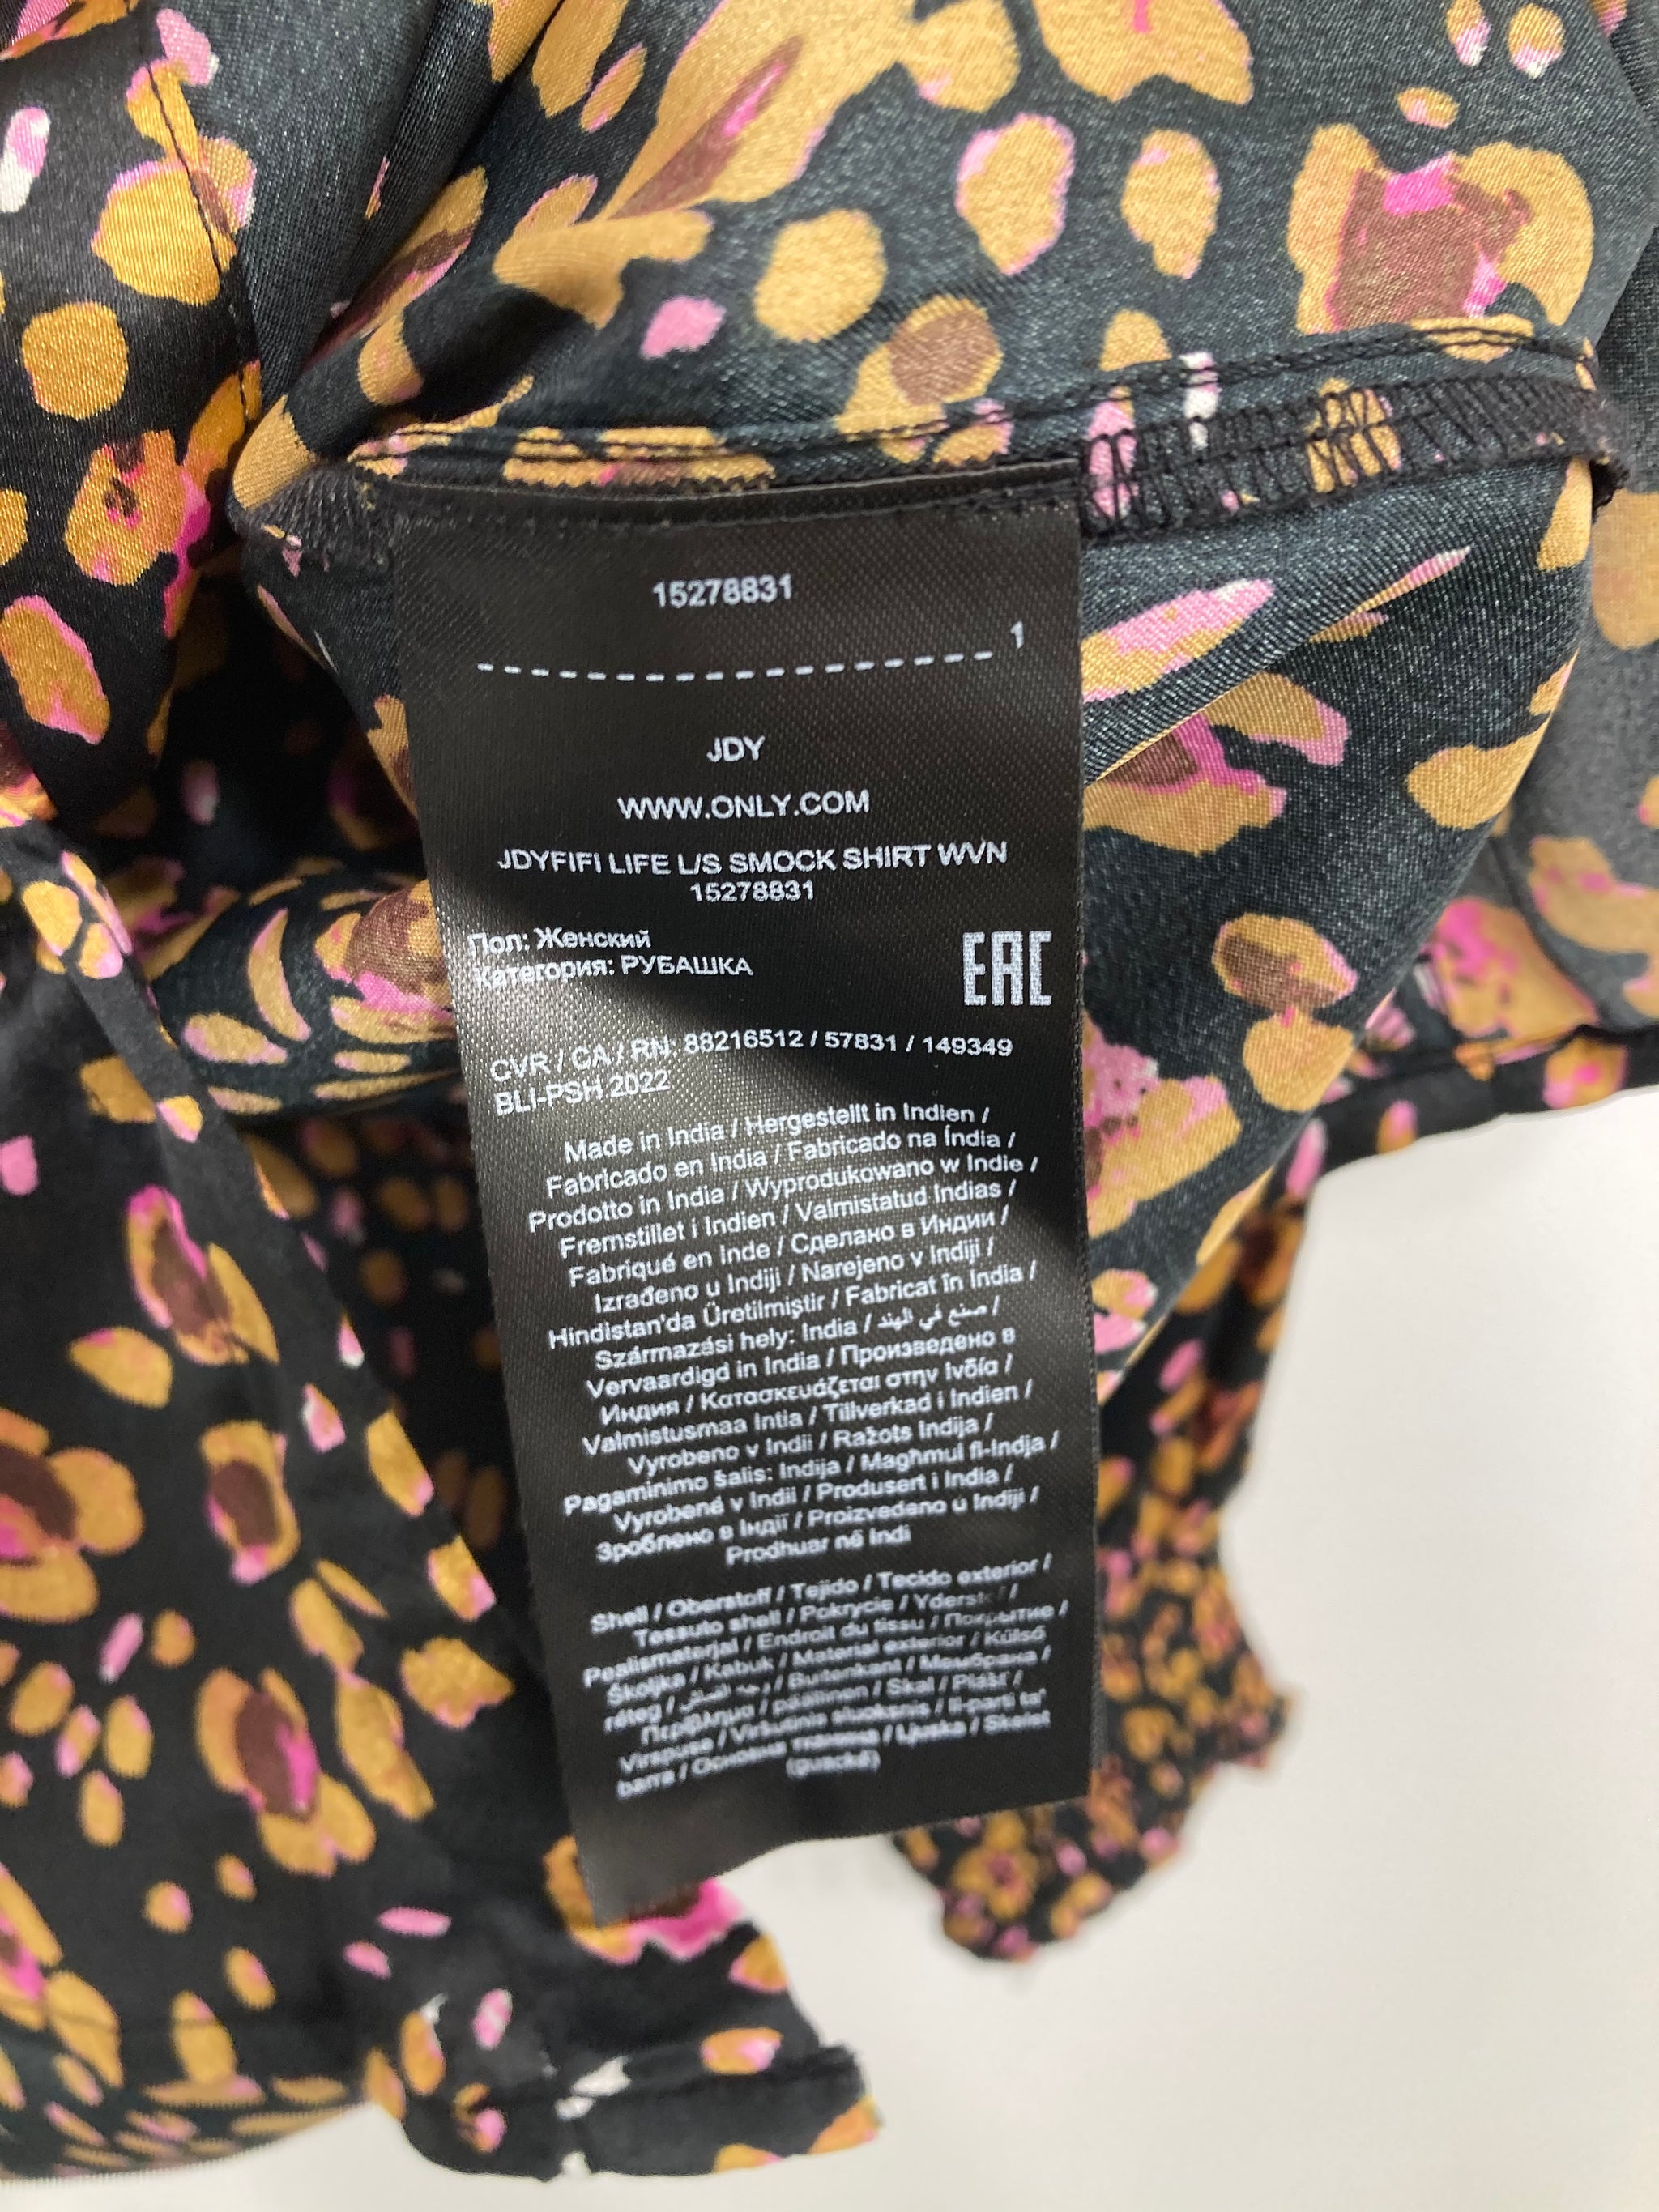 15278831
1
JDY
WWW.ONLY.COM
JDYFIFI LIFE L/S SMOCK SHIRT WVN
15278831
Пол: Женский
Категория: РУБАШКА
EAC
CVR / CA / RN: 88216512 / 57831 / 149349
BLI-PSH 2022
Made in India / Hergestellt in Indien /
Fabricado en India / Fabricado na Índia /
Prodotto in India / Wyprodukowano w Indie /
Fremstillet i Indien / Valmistatud Indias /
Fabriqué en Inde / Сделано в Индии /
Izrađeno u Indiji / Narejeno v Indiji /
Hindistan'da Üretilmiştir / Fabricat în India /
Származási hely: India / صنع في الهند /
Vervaardigd in India / Произведено в
Индия / Κατασκευάζεται στην Ινδία /
Valmistusmaa Intia / Tillverkad i Indien /
Vyrobeno v Indii / Ražots Indija /
Pagaminimo šalis: Indija / Magħmul fl-Indja /
Vyrobené v Indii / Produsert i India /
Зроблено в Індії / Proizvedeno u Indiji /
Prodhuar në Indi
Shell / Oberstoff / Tejido / Tecido exterior /
Tessuto shell / Pokrycie / Yderst /
Pealismaterjal / Endroit du tissu / Покрытие /
Školjka / Kabuk / Material exterior / Külső
réteg / / Buitenkant / Мембрана /
Περίβλημα / päällinen / Skal / Plášť /
Virspuse / Viršutinis sluoksnis / Il-parti ta'
barra / Основна тканина / Ljuska / Skelet
(guackë)